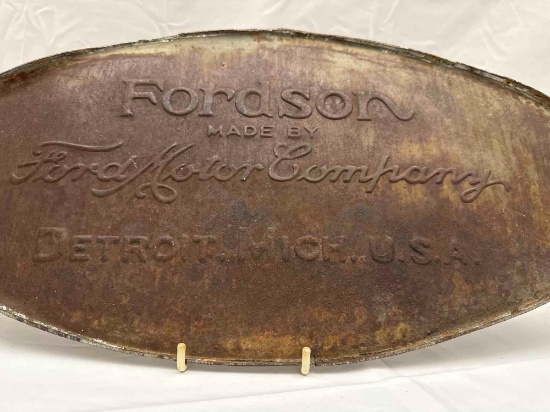 Fordson
MADE BY
Ford Motor Company
DETROIT. MICH., U.S.A.